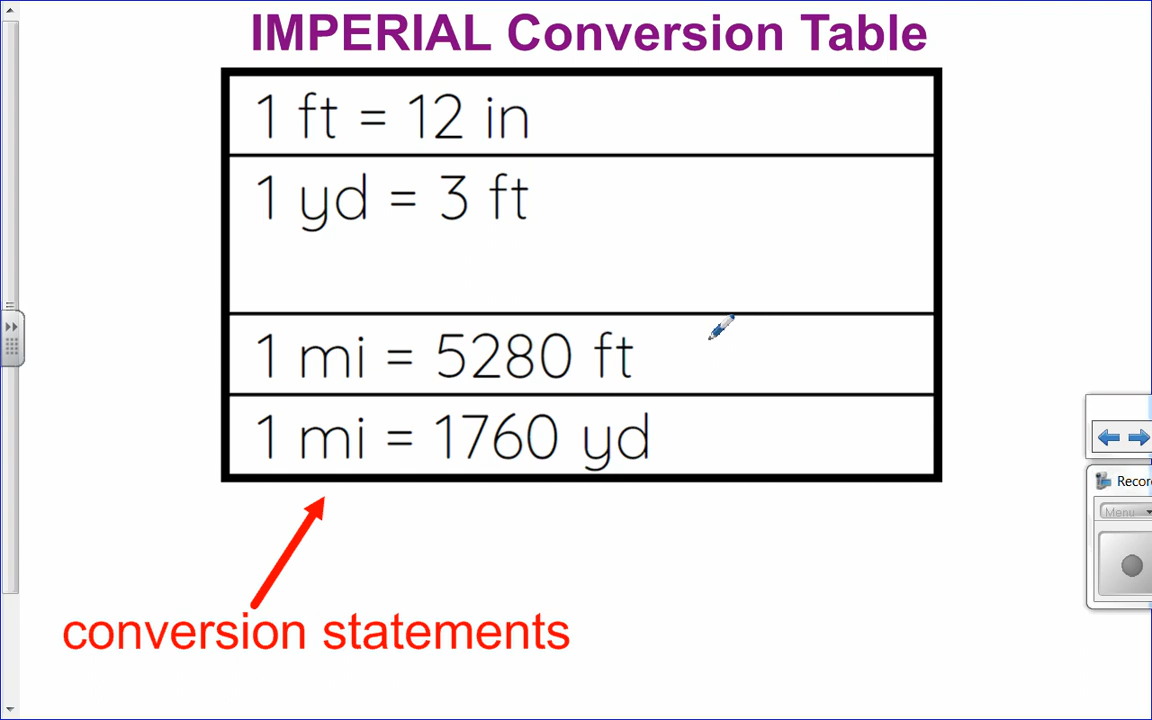 IMPERIAL Conversion Table
1 ft = 12 in
1 yd = 3 ft
1 mi = 5280 ft
1 mi = 1760 yd
conversion statements
Menu